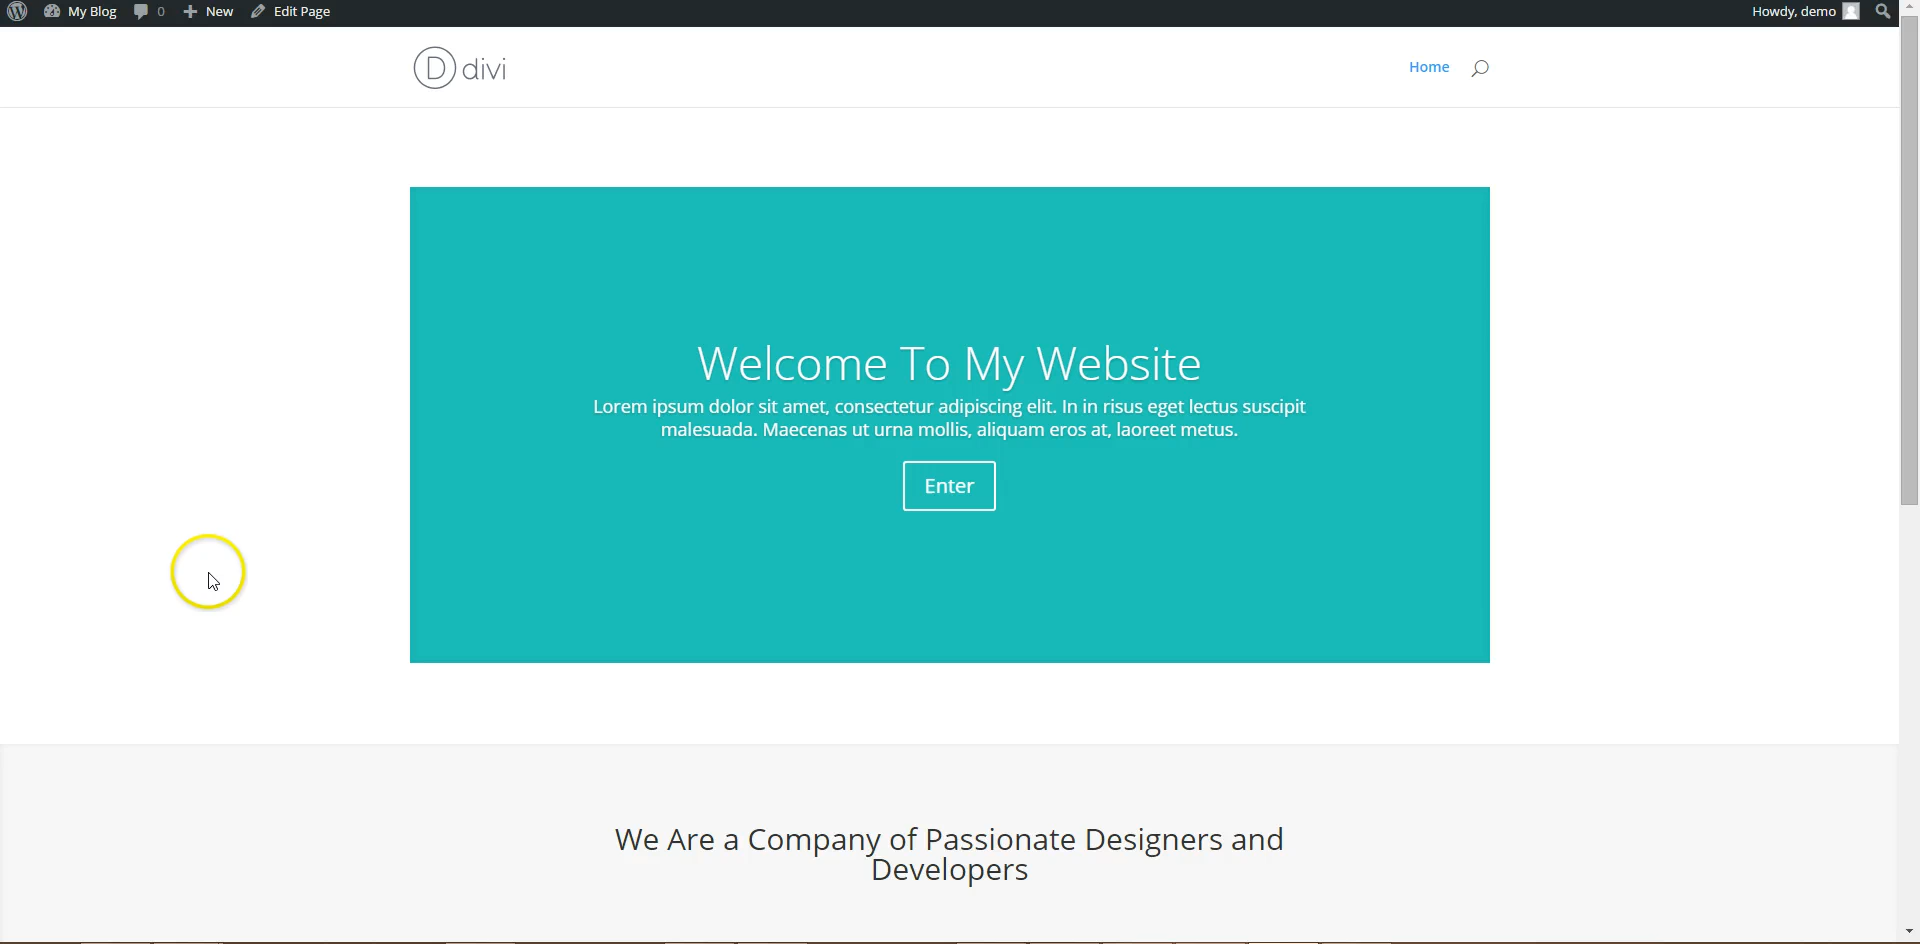 My Blog 0 New Edit Page Howdy, demo
D divi Home
Welcome To My Website
Lorem ipsum dolor sit amet, consectetur adipiscing elit. In in risus eget lectus suscipit
malesuada. Maecenas ut urna mollis, aliquam eros at, laoreet metus.
Enter
We Are a Company of Passionate Designers and
Developers